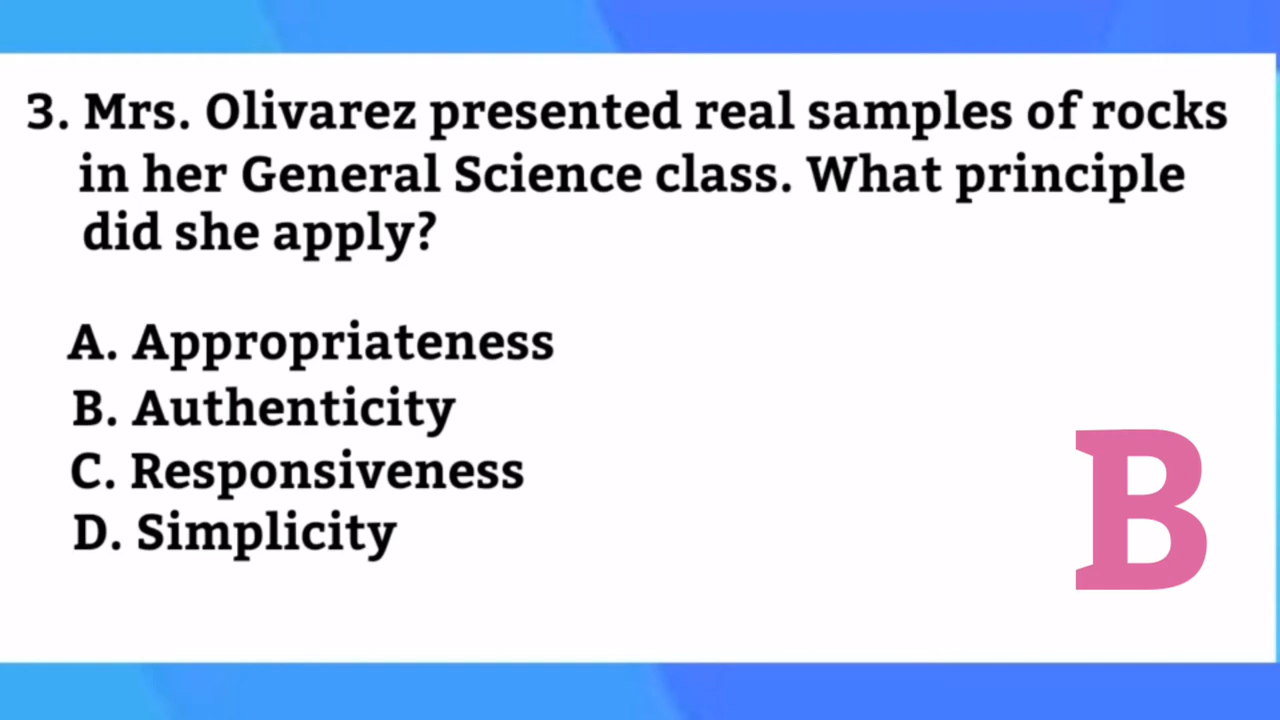 3. Mrs. Olivarez presented real samples of rocks
in her General Science class. What principle
did she apply?
A. Appropriateness
B. Authenticity
C. Responsiveness
D. Simplicity
B